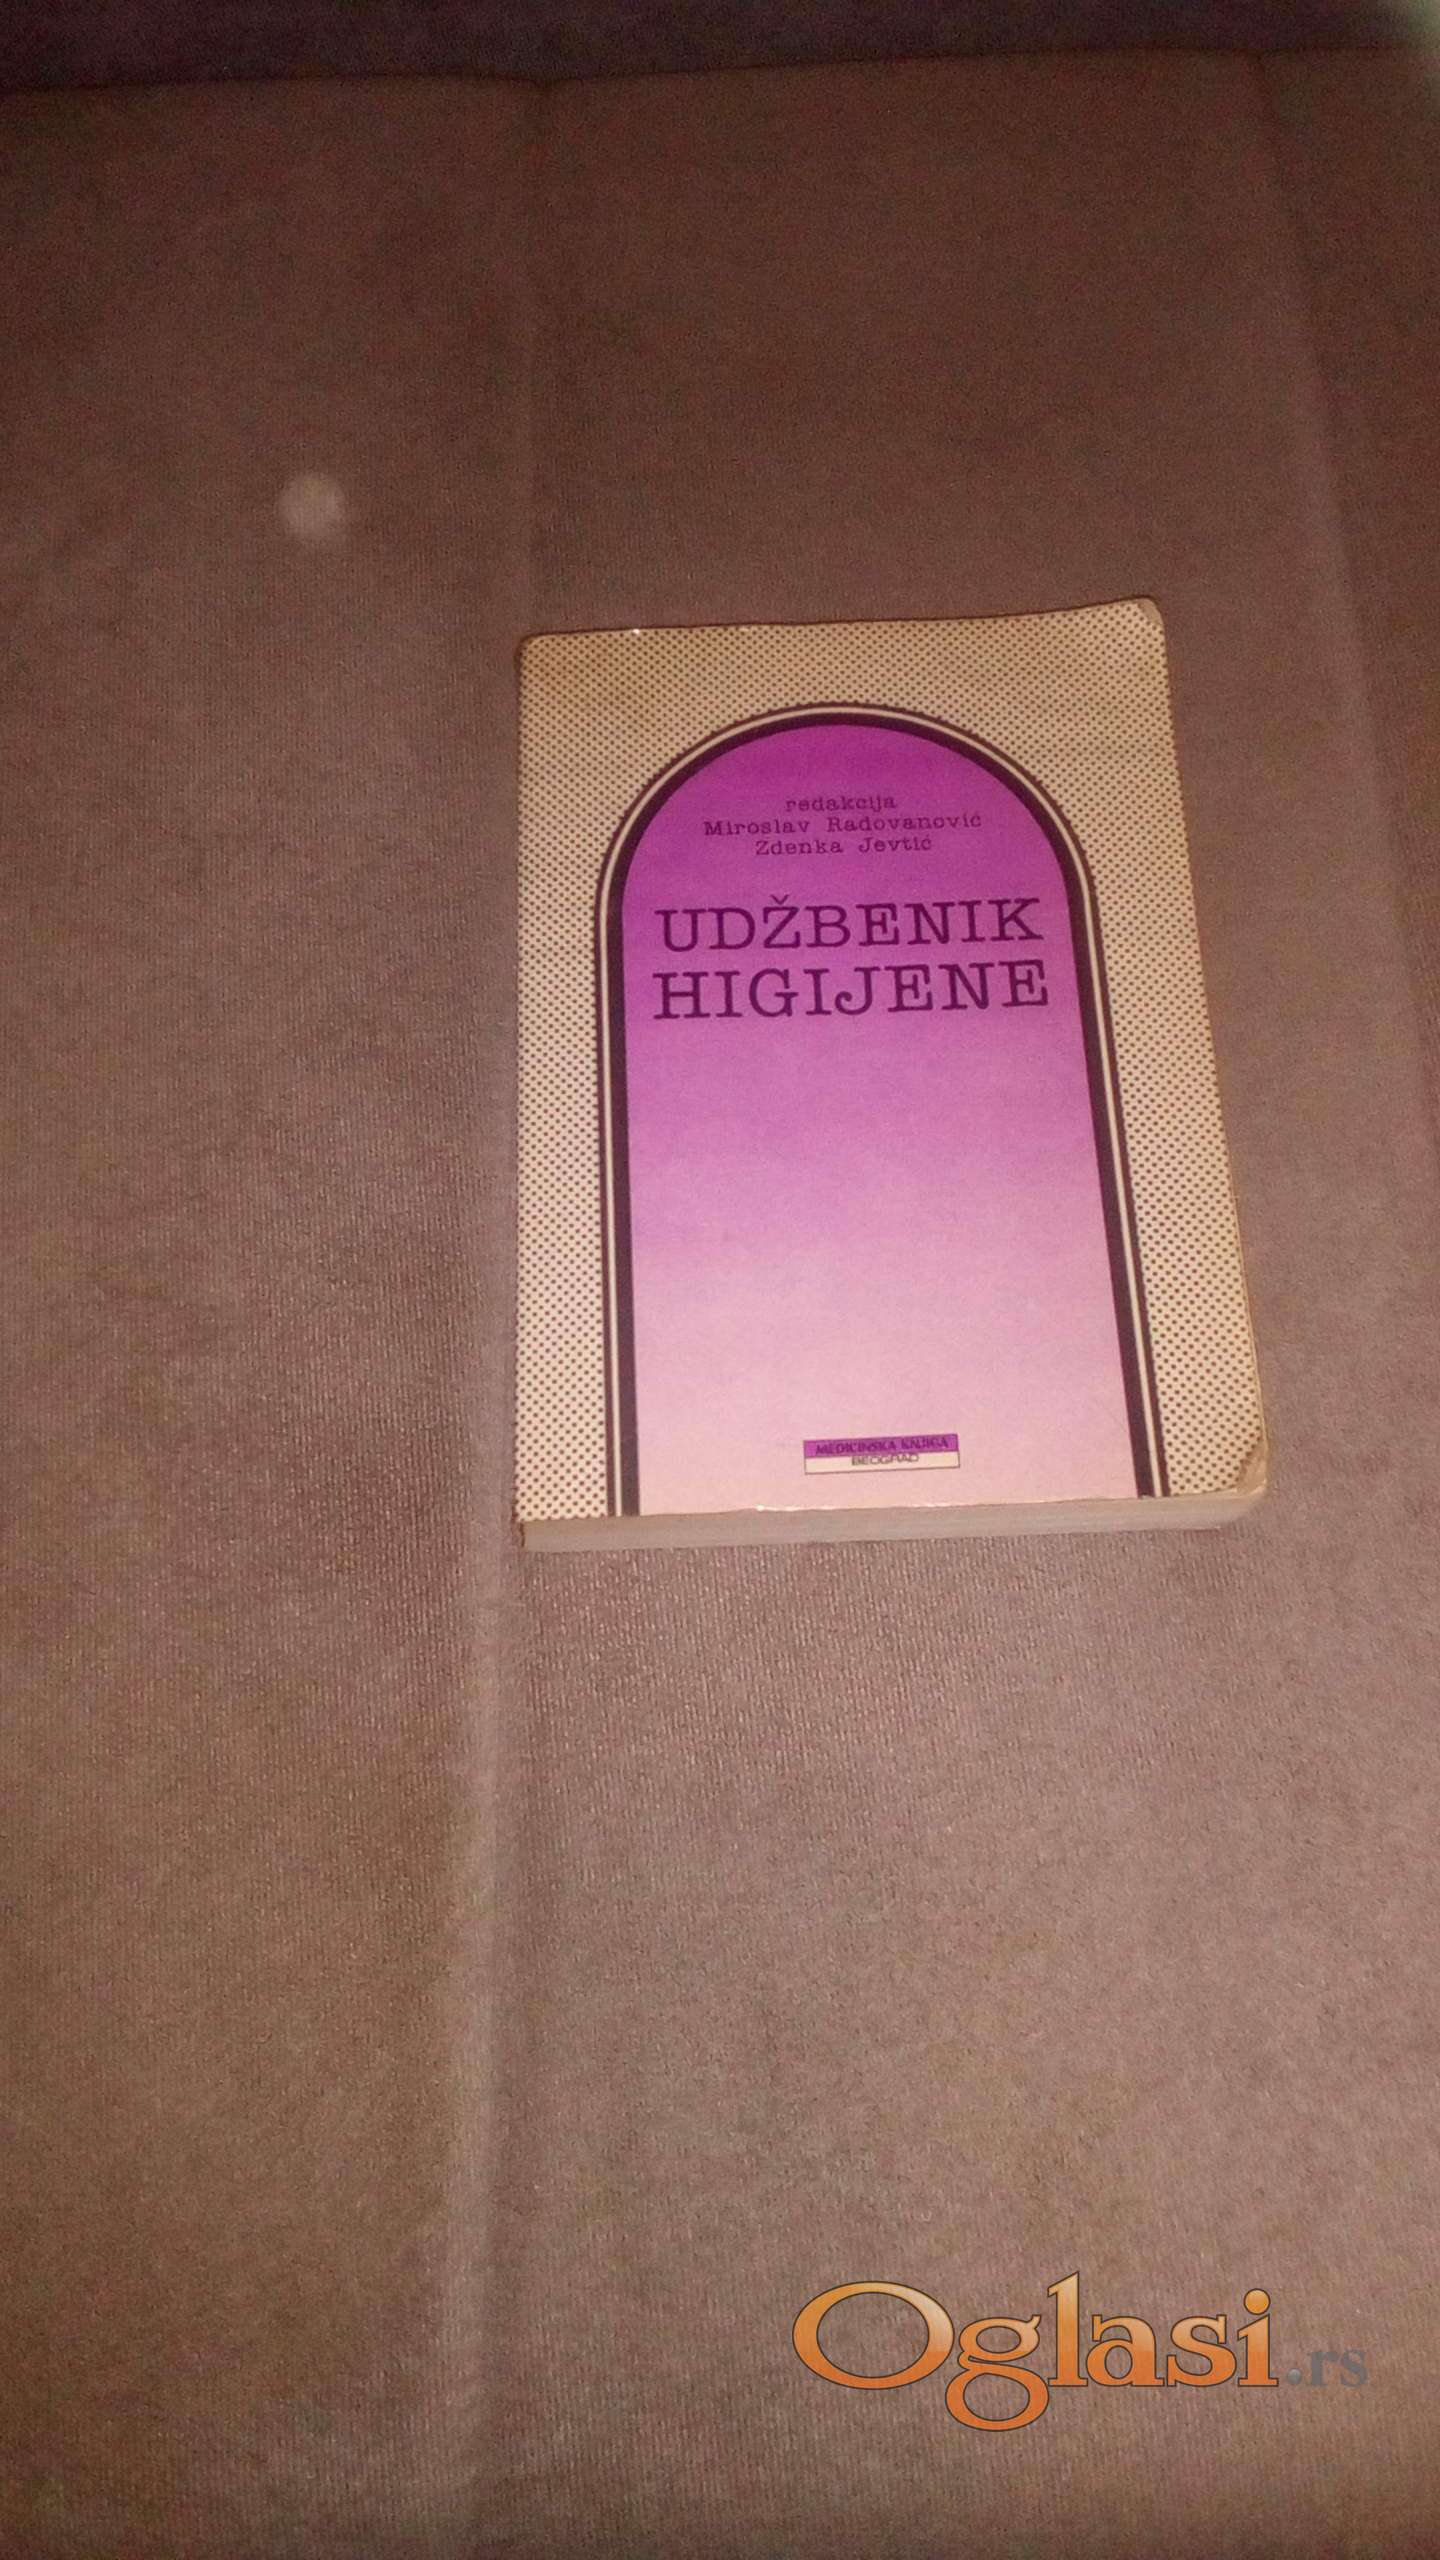 redakcija
Miroslav Radovanović
Zdenka Jevtić
UDŽBENIK
HIGIJENE
MEDICINSKA KNJIGA
BEOGRAD
Oglasi.rs